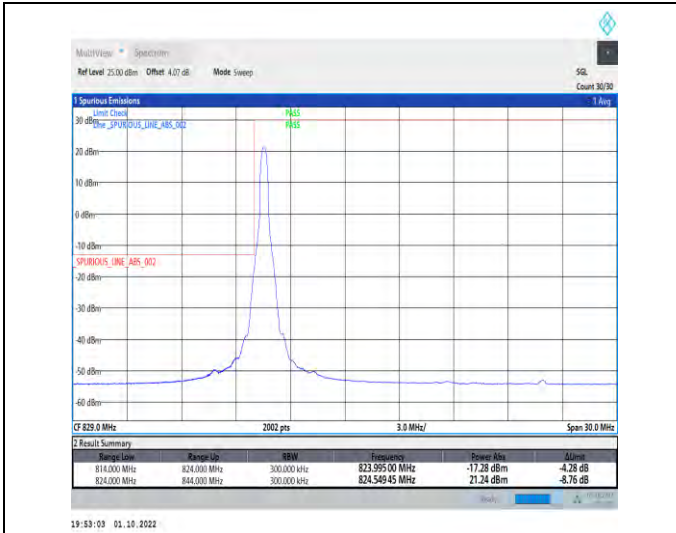 MultiView Spectrum
Ref Level 25.00 dBm Offset 4.07 dB Mode Sweep SGL
Count 30/30
1 Spurious Emissions 1 Avg
Limit Check PASS
30 dBm
Line _SPURIOUS_LINE_ABS_002 PASS
20 dBm
10 dBm
0 dBm
-10 dBm
SPURIOUS_LINE_ABS_002
-20 dBm
-30 dBm
-40 dBm
-50 dBm
-60 dBm
CF 829.0 MHz 2002 pts 3.0 MHz/ Span 30.0 MHz
2 Result Summary
Range Low Range Up RBW Frequency Power Abs ΔLimit
814.000 MHz 824.000 MHz 300.000 kHz 823.99500 MHz -17.28 dBm -4.28 dB
824.000 MHz 844.000 MHz 300.000 kHz 824.54945 MHz 21.24 dBm -8.76 dB
Ready
19:53:03 01.10.2022